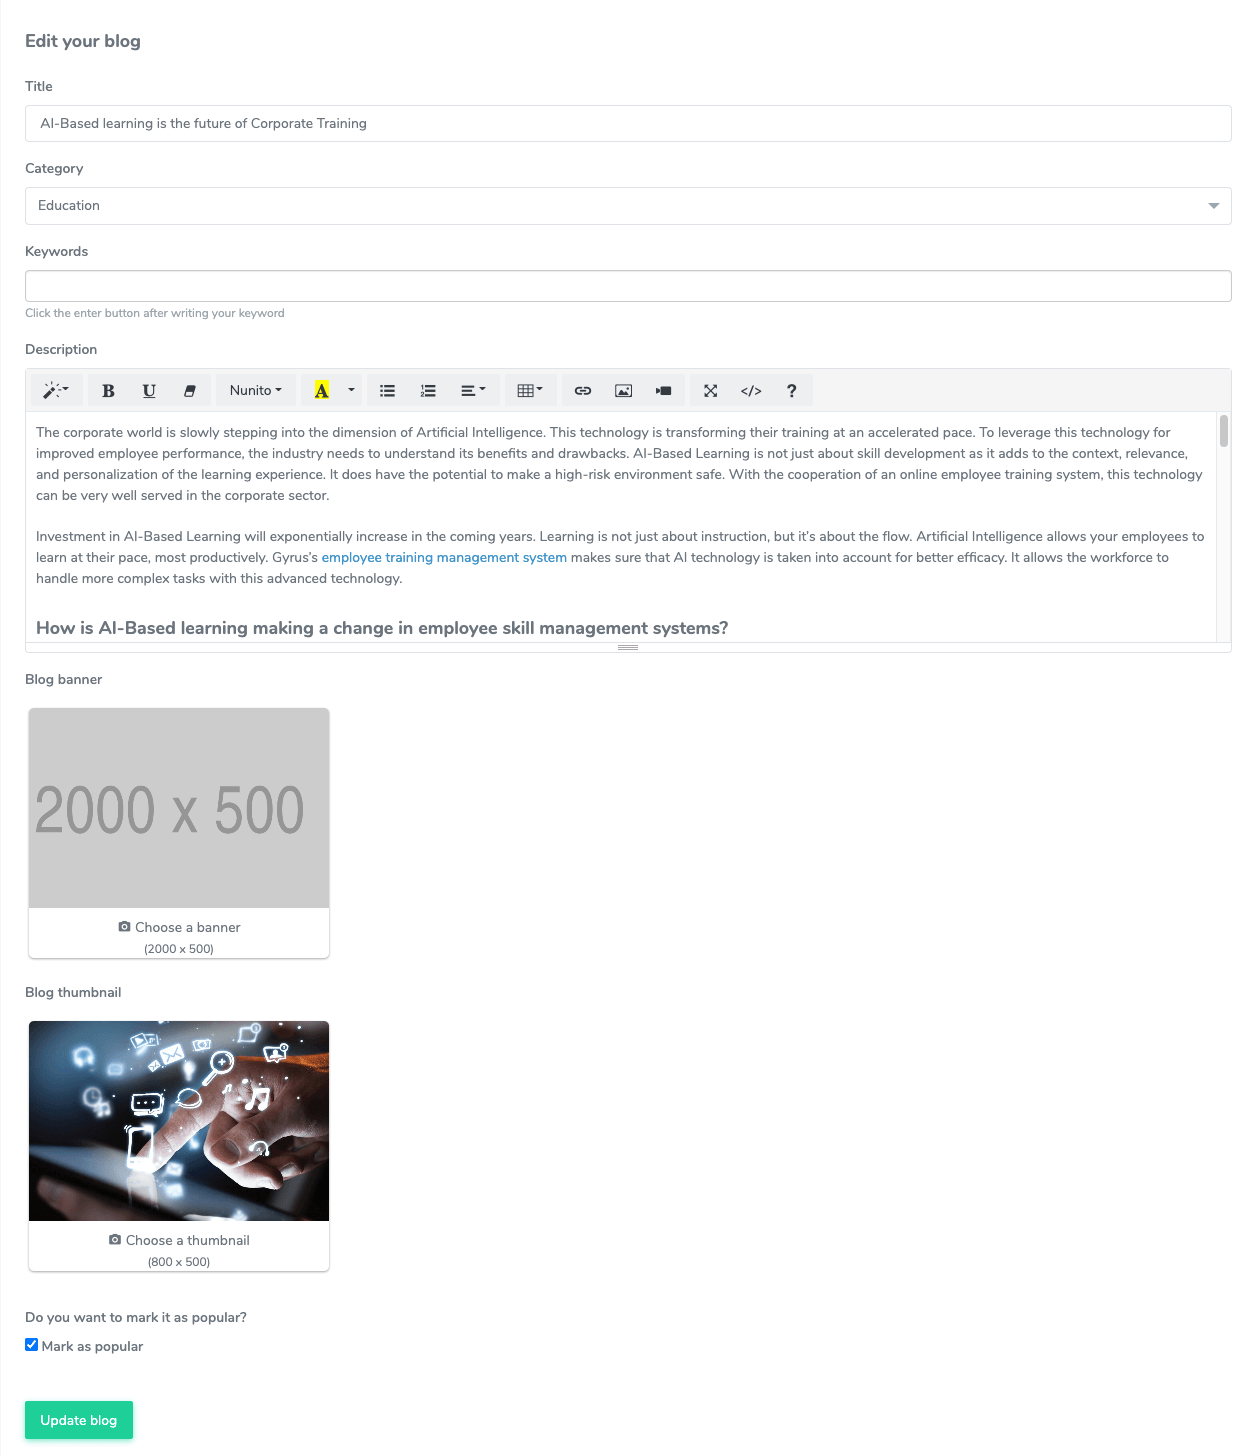 Edit your blog
Title
AI-Based learning is the future of Corporate Training
Category
Education
Keywords
Click the enter button after writing your keyword
Description
B U Nunito A </> ?
The corporate world is slowly stepping into the dimension of Artificial Intelligence. This technology is transforming their training at an accelerated pace. To leverage this technology for
improved employee performance, the industry needs to understand its benefits and drawbacks. AI-Based Learning is not just about skill development as it adds to the context, relevance,
and personalization of the learning experience. It does have the potential to make a high-risk environment safe. With the cooperation of an online employee training system, this technology
can be very well served in the corporate sector.
Investment in AI-Based Learning will exponentially increase in the coming years. Learning is not just about instruction, but it's about the flow. Artificial Intelligence allows your employees to
learn at their pace, most productively. Gyrus's employee training management system makes sure that AI technology is taken into account for better efficacy. It allows the workforce to
handle more complex tasks with this advanced technology.
How is AI-Based learning making a change in employee skill management systems?
Blog banner
2000 x 500
Choose a banner
(2000 x 500)
Blog thumbnail
Choose a thumbnail
(800 x 500)
Do you want to mark it as popular?
Mark as popular
Update blog